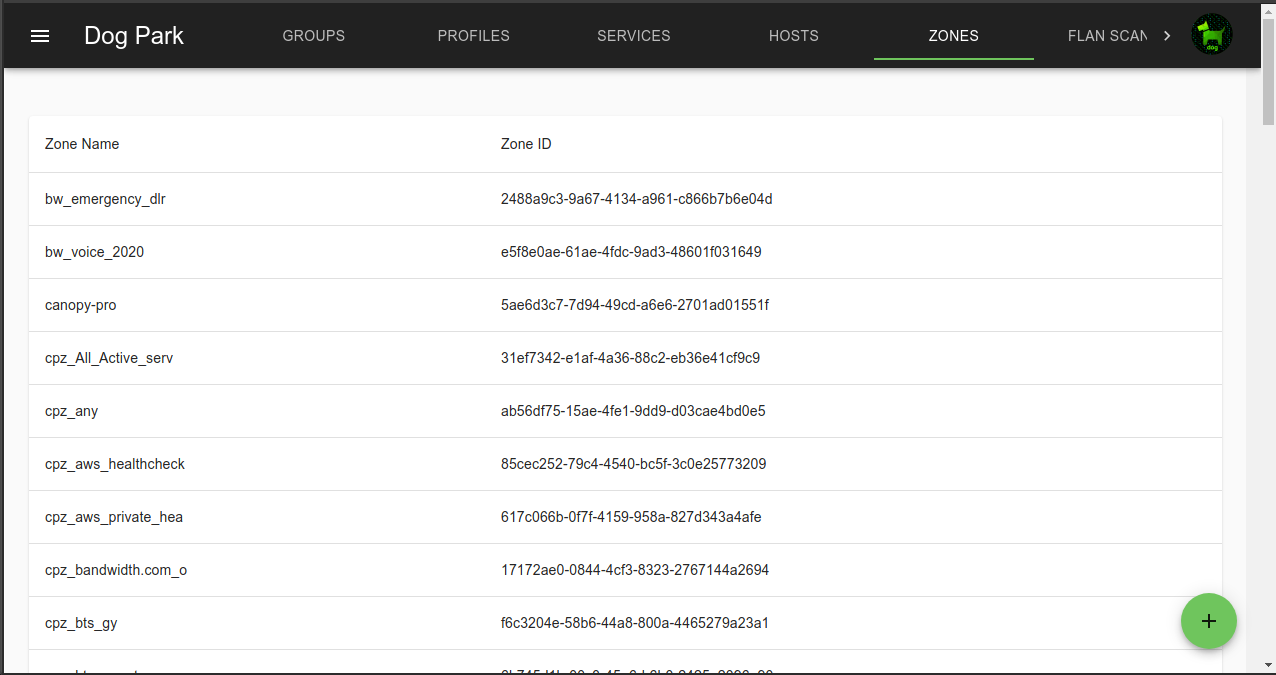 Dog Park GROUPS PROFILES SERVICES HOSTS ZONES FLAN SCAN
dog
Zone Name Zone ID
bw_emergency_dlr 2488a9c3-9a67-4134-a961-c866b7b6e04d
bw_voice_2020 e5f8e0ae-61ae-4fdc-9ad3-48601f031649
canopy-pro 5ae6d3c7-7d94-49cd-a6e6-2701ad01551f
cpz_All_Active_serv 31ef7342-e1af-4a36-88c2-eb36e41cf9c9
cpz_any ab56df75-15ae-4fe1-9dd9-d03cae4bd0e5
cpz_aws_healthcheck 85cec252-79c4-4540-bc5f-3c0e25773209
cpz_aws_private_hea 617c066b-0f7f-4159-958a-827d343a4afe
cpz_bandwidth.com_o 17172ae0-0844-4cf3-8323-2767144a2694
cpz_bts_gy f6c3204e-58b6-44a8-800a-4465279a23a1